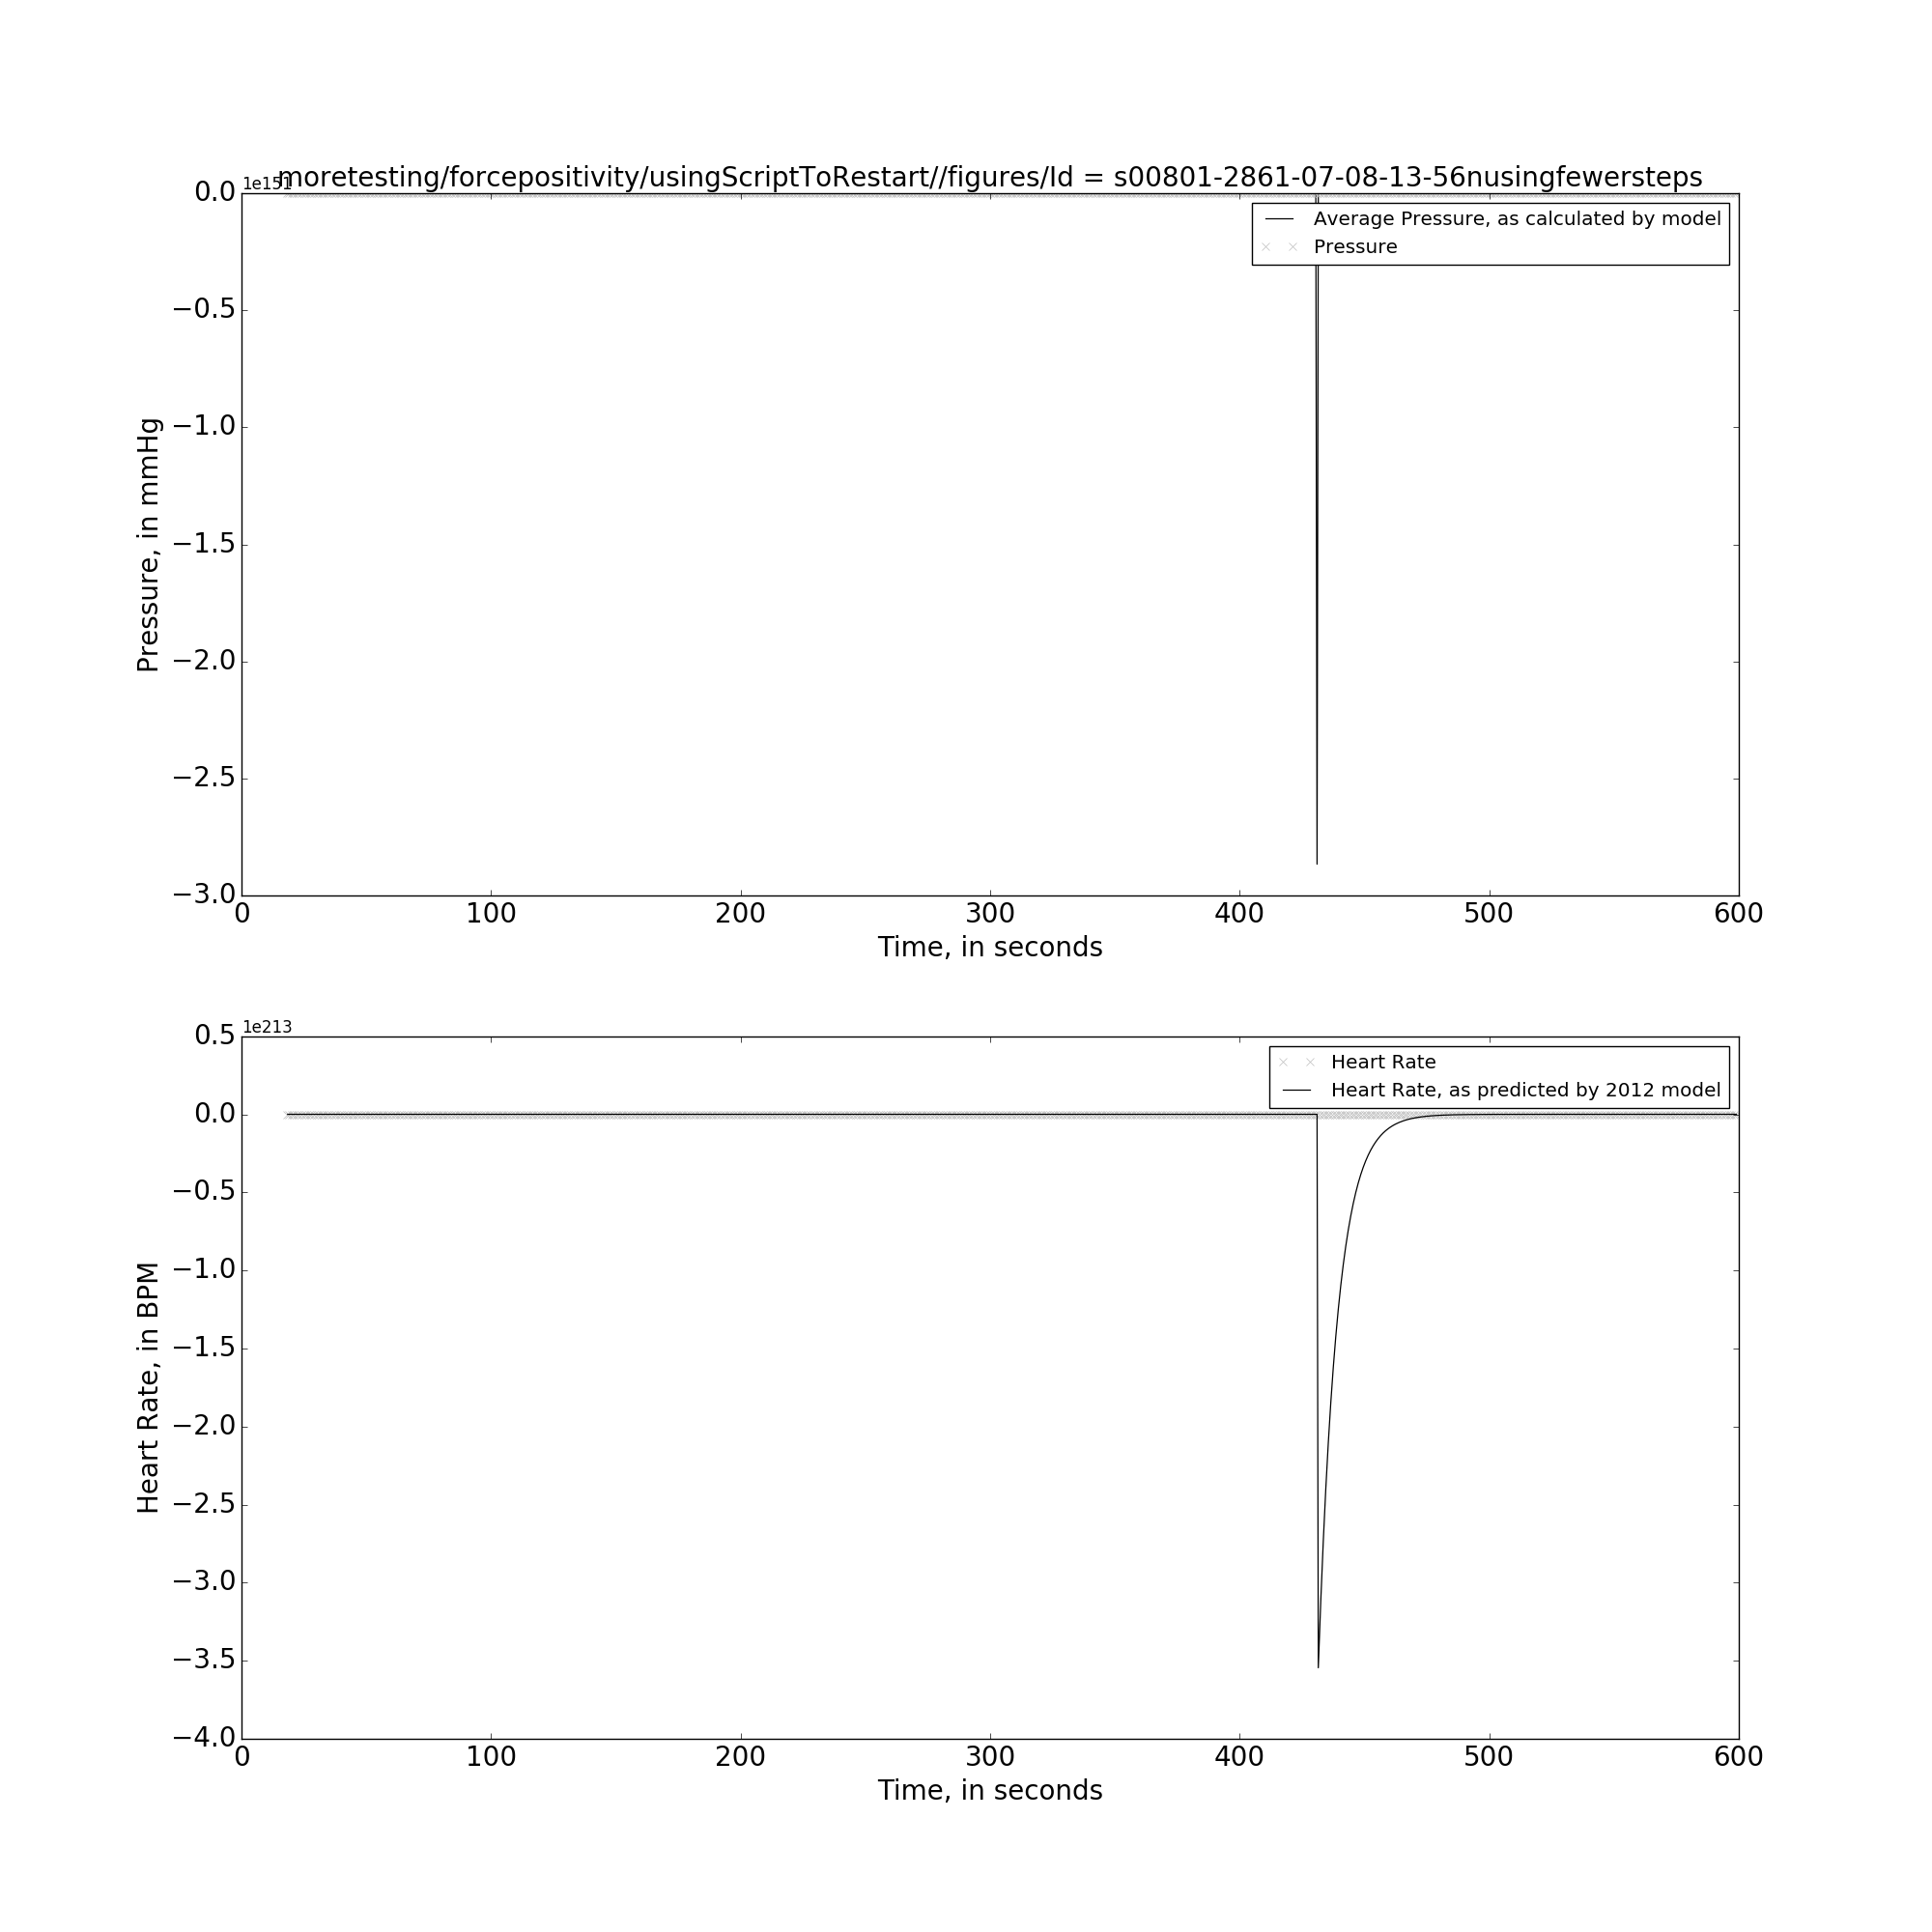 moretesting/forcepositivity/usingScriptToRestart//figures/Id = s00801-2861-07-08-13-56nusingfewersteps
1e151
0.0
−0.5
−1.0
−1.5
−2.0
−2.5
−3.0
Pressure, in mmHg
Average Pressure, as calculated by model
Pressure
0 100 200 300 400 500 600
Time, in seconds
1e213
0.5
0.0
−0.5
−1.0
−1.5
−2.0
−2.5
−3.0
−3.5
−4.0
Heart Rate, in BPM
Heart Rate
Heart Rate, as predicted by 2012 model
0 100 200 300 400 500 600
Time, in seconds